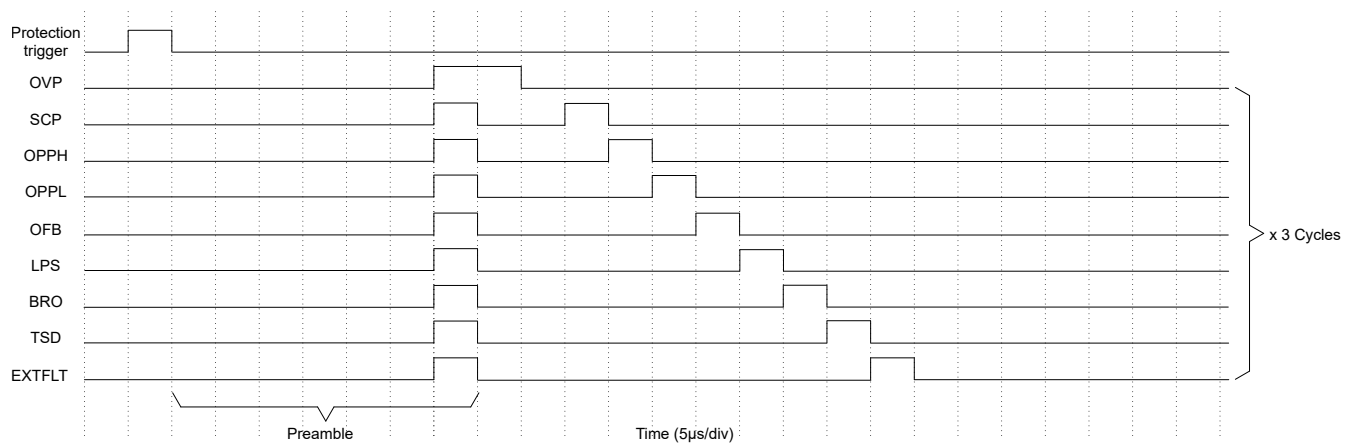 Protection
trigger
OVP
SCP
OPPH
OPPL
OFB
LPS
BRO
TSD
EXTFLT
x 3 Cycles
Preamble
Time (5µs/div)